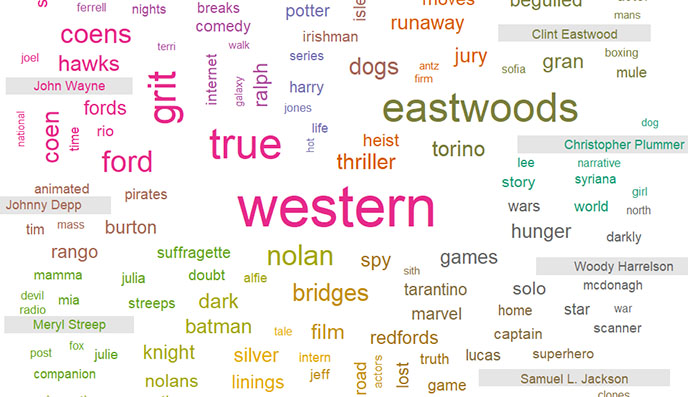 s
ferrell
nights
breaks
comedy
potter
isle
moves
runaway
beguiled
mans
coens
terri
walk
irishman
Clint Eastwood
joel
hawks
internet
galaxy
ralph
series
dogs
antz
firm
jury
sofia
gran
boxing
mule
John Wayne
grit
harry
jones
eastwoods
fords
national
coen
time
rio
hot
life
dog
true
heist
torino
Christopher Plummer
ford
thriller
lee
narrative
story
syriana
girl
animated
pirates
western
Johnny Depp
wars
world
north
tim
mass
burton
hunger
darkly
rango
suffragette
nolan
spy
games
sith
Woody Harrelson
mamma
julia
doubt
alfie
mcdonagh
devil
mia
streeps
dark
bridges
tarantino
solo
radio
marvel
home
star
war
Meryl Streep
batman
tale
film
redfords
captain
scanner
post
fox
julie
knight
silver
intern
road
actors
lost
truth
lucas
superhero
companion
nolans
linings
jeff
game
Samuel L. Jackson
clones